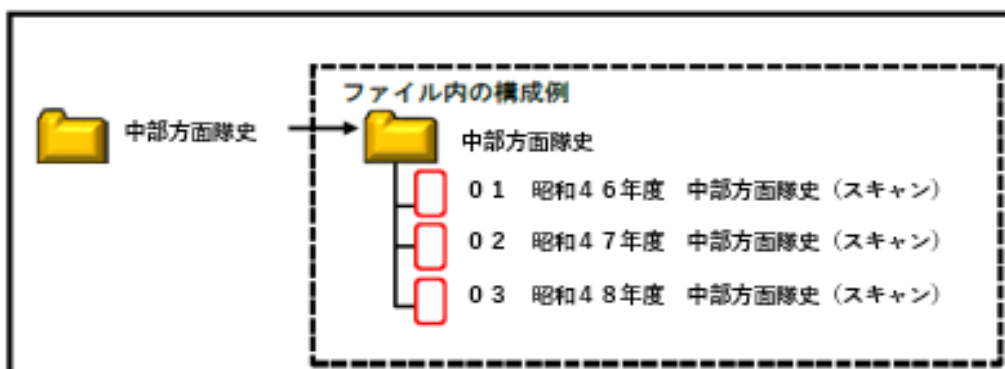 ファイル内の構成例
中部方面隊史
中部方面隊史
01　昭和46年度　中部方面隊史（スキャン）
02　昭和47年度　中部方面隊史（スキャン）
03　昭和48年度　中部方面隊史（スキャン）